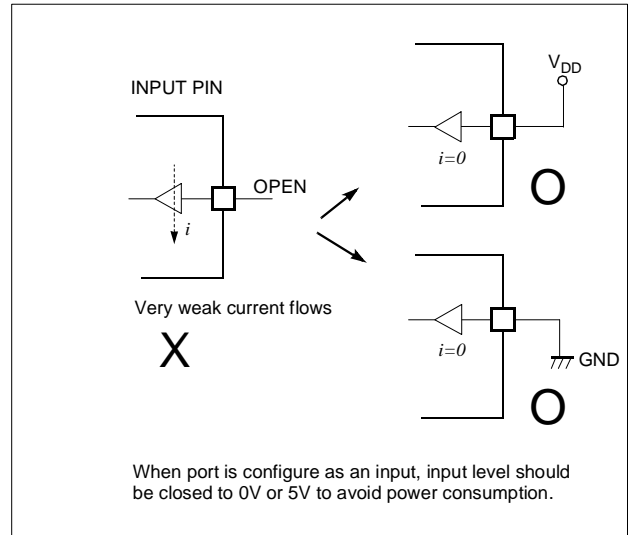 INPUT PIN
OPEN
i
Very weak current flows
X
VDD
i=0
O
i=0
GND
O
When port is configure as an input, input level should
be closed to 0V or 5V to avoid power consumption.